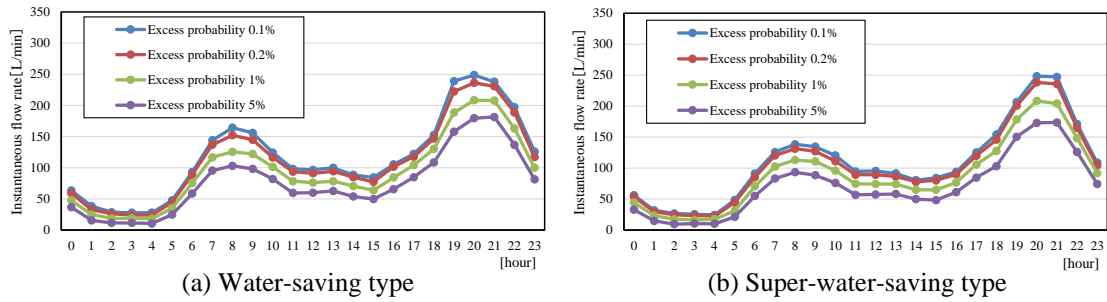 Instantaneous flow rate [L/min]
350
300
250
200
150
100
50
0
Excess probability 0.1%
Excess probability 0.2%
Excess probability 1%
Excess probability 5%
0 1 2 3 4 5 6 7 8 9 10 11 12 13 14 15 16 17 18 19 20 21 22 23
[hour]
(a) Water-saving type
Instantaneous flow rate [L/min]
350
300
250
200
150
100
50
0
Excess probability 0.1%
Excess probability 0.2%
Excess probability 1%
Excess probability 5%
0 1 2 3 4 5 6 7 8 9 10 11 12 13 14 15 16 17 18 19 20 21 22 23
[hour]
(b) Super-water-saving type